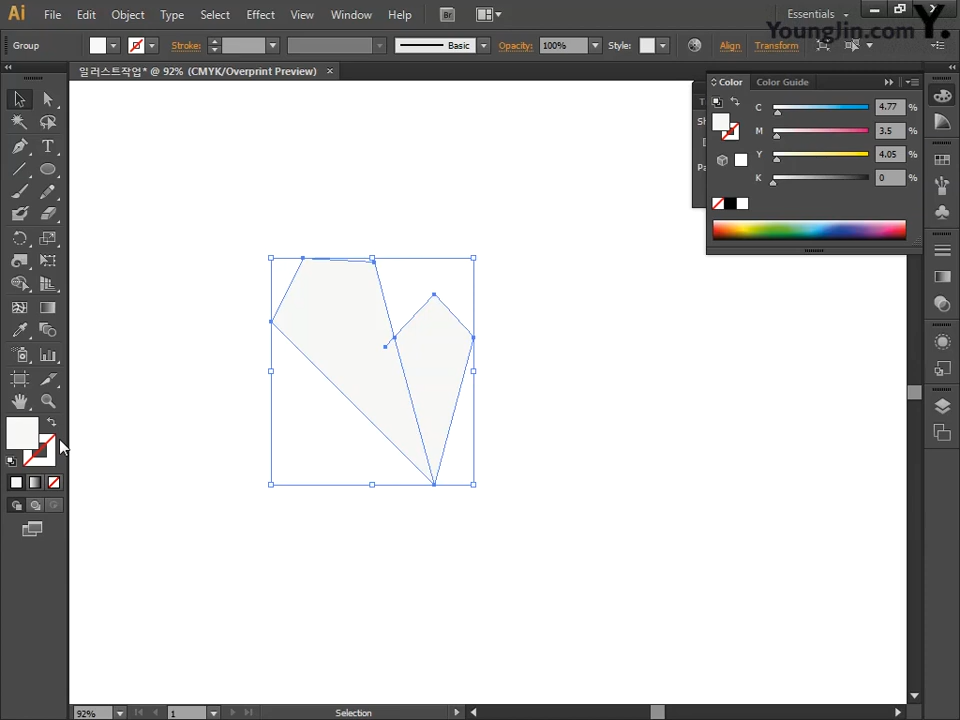 Ai File Edit Object Type Select Effect View Window Help Br Essentials
YoungJin.com Y.
Group Stroke: Basic Opacity: 100% Style: Align Transform
일러스트작업* @ 92% (CMYK/Overprint Preview) ×
Color Color Guide
C 4.77 %
M 3.5 %
Y 4.05 %
K 0 %
T
92% 1 Selection